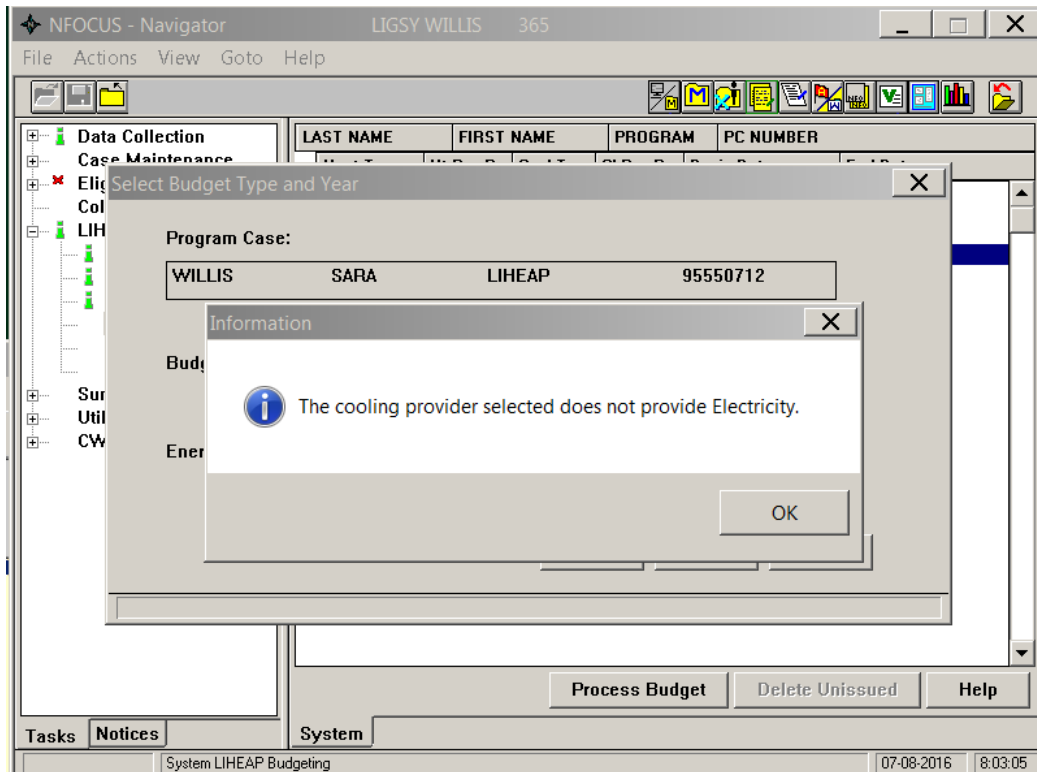 NFOCUS - Navigator LIGSY WILLIS 365
File Actions View Goto Help
LAST NAME FIRST NAME PROGRAM PC NUMBER
Data Collection
Case Maintenance
Select Budget Type and Year
Program Case:
WILLIS SARA LIHEAP 95550712
Information
The cooling provider selected does not provide Electricity.
OK
Process Budget Delete Unissued Help
Tasks Notices System
System LIHEAP Budgeting 07-08-2016 8:03:05